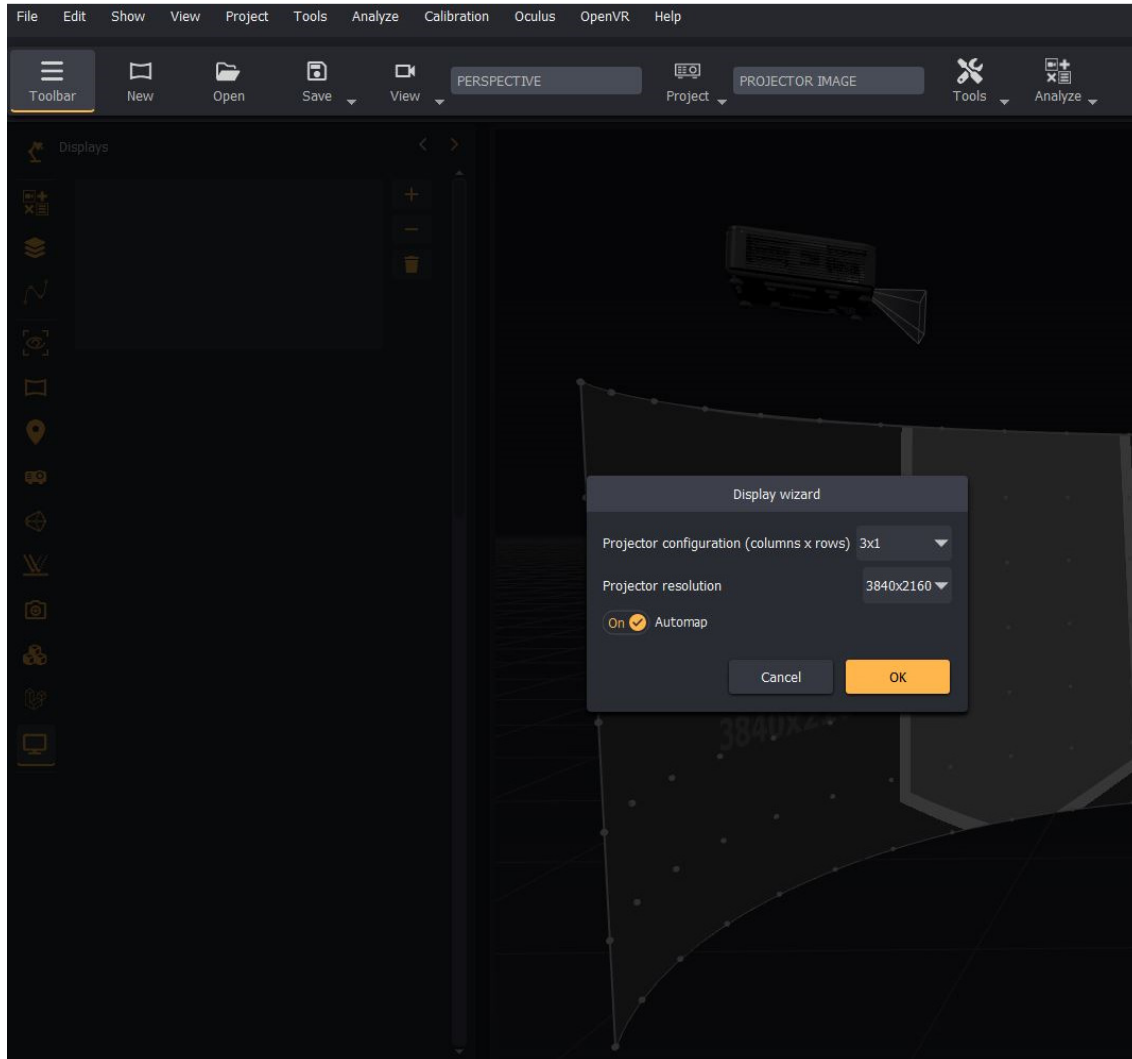 File Edit Show View Project Tools Analyze Calibration Oculus OpenVR Help
Toolbar New Open Save View PERSPECTIVE Project PROJECTOR IMAGE Tools Analyze
Displays
Display wizard
Projector configuration (columns x rows) 3x1
Projector resolution 3840x2160
On Automap
Cancel OK